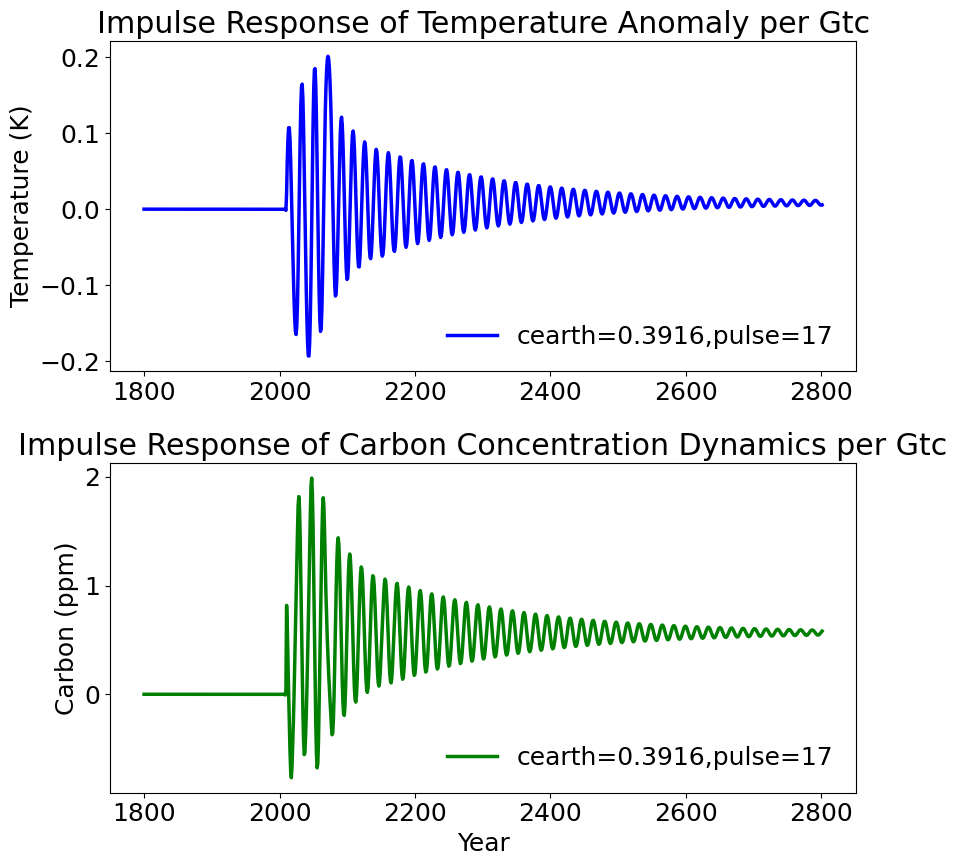 Impulse Response of Temperature Anomaly per Gtc
Temperature (K)
0.2
0.1
0.0
−0.1
−0.2
cearth=0.3916,pulse=17
1800 2000 2200 2400 2600 2800
Impulse Response of Carbon Concentration Dynamics per Gtc
Carbon (ppm)
2
1
0
cearth=0.3916,pulse=17
1800 2000 2200 2400 2600 2800
Year